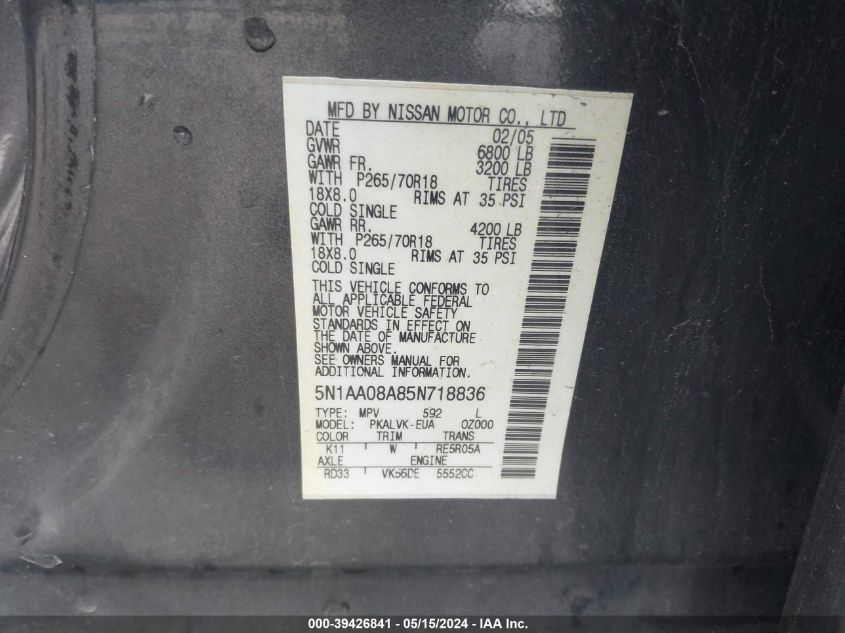 MFD BY NISSAN MOTOR CO., LTD
DATE 02/05
GVWR 6800 LB
GAWR FR. 3200 LB
WITH P265/70R18 TIRES
18X8.0 RIMS AT 35 PSI
COLD SINGLE
GAWR RR. 4200 LB
WITH P265/70R18 TIRES
18X8.0 RIMS AT 35 PSI
COLD SINGLE
THIS VEHICLE CONFORMS TO
ALL APPLICABLE FEDERAL
MOTOR VEHICLE SAFETY
STANDARDS IN EFFECT ON
THE DATE OF MANUFACTURE
SHOWN ABOVE.
SEE OWNERS MANUAL FOR
ADDITIONAL INFORMATION.
5N1AA08A85N718836
TYPE: MPV 592 L
MODEL: PKALVK-EUA OZ000
COLOR TRIM TRANS
K11 W RE5R05A
AXLE ENGINE
RD33 VK56DE 5552CC
000-39426841 - 05/15/2024 - IAA Inc.